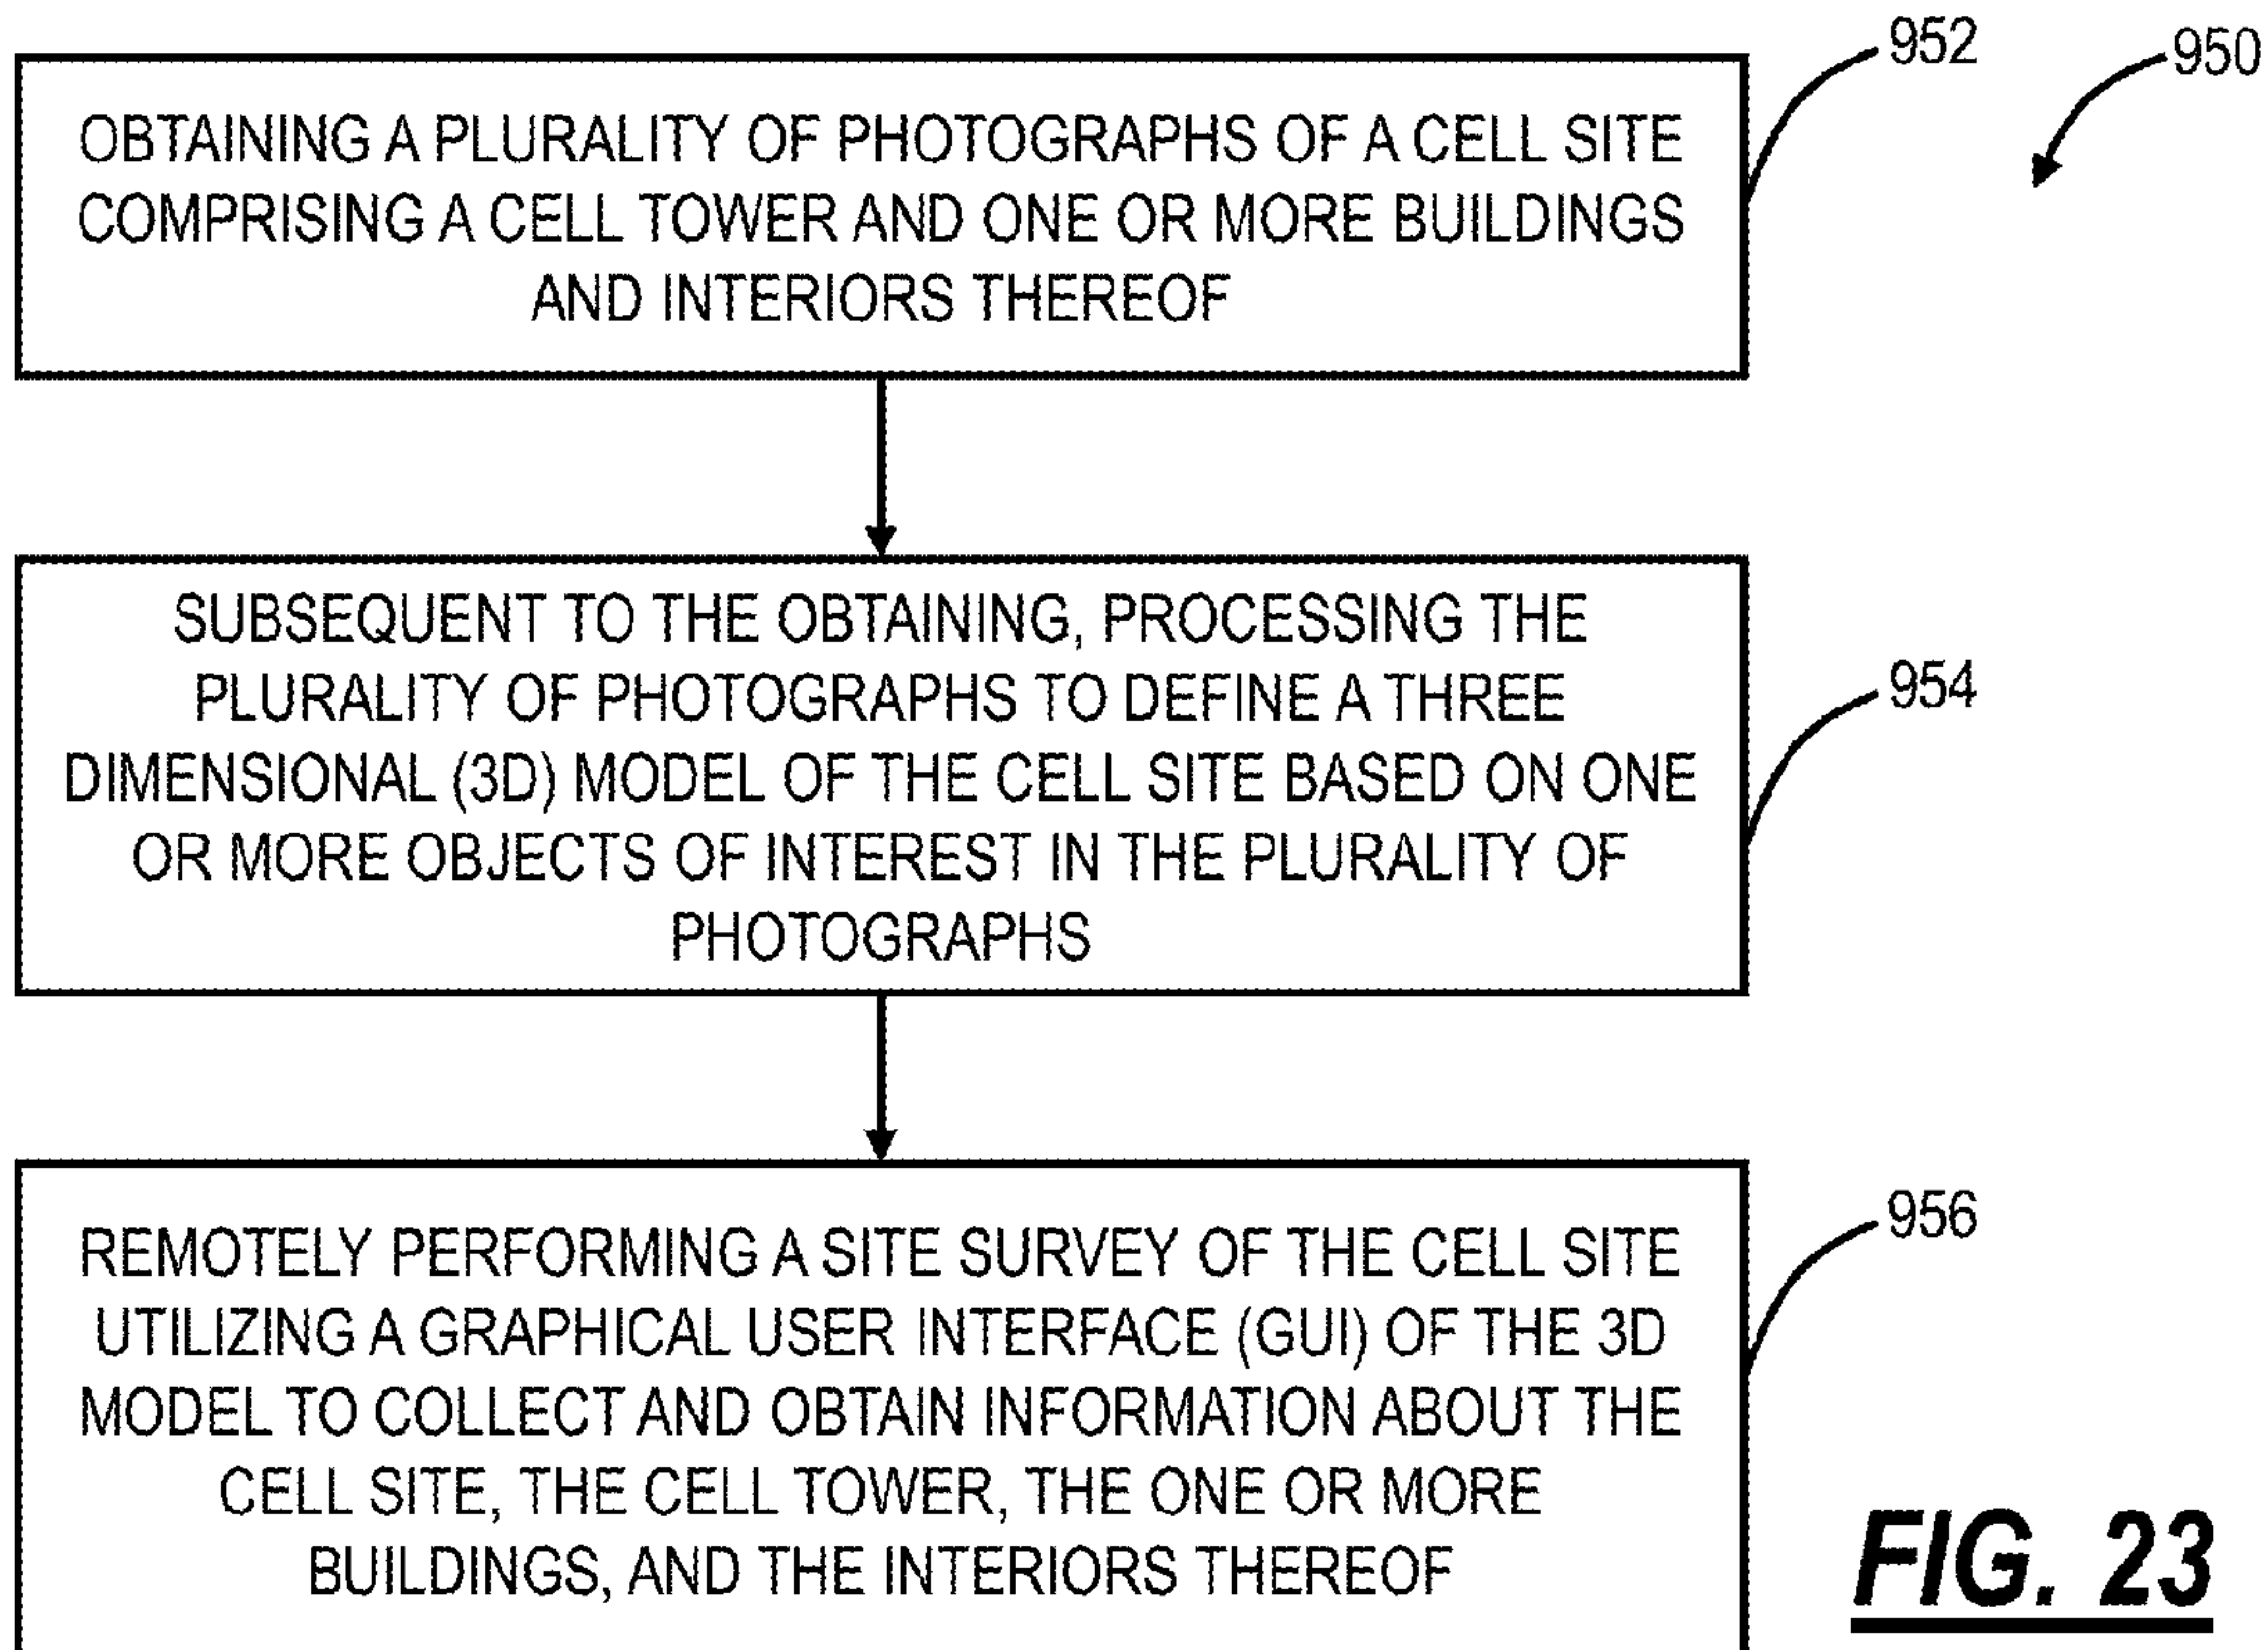 952
950
OBTAINING A PLURALITY OF PHOTOGRAPHS OF A CELL SITE
COMPRISING A CELL TOWER AND ONE OR MORE BUILDINGS
AND INTERIORS THEREOF
SUBSEQUENT TO THE OBTAINING, PROCESSING THE
PLURALITY OF PHOTOGRAPHS TO DEFINE A THREE
DIMENSIONAL (3D) MODEL OF THE CELL SITE BASED ON ONE
OR MORE OBJECTS OF INTEREST IN THE PLURALITY OF
PHOTOGRAPHS
954
REMOTELY PERFORMING A SITE SURVEY OF THE CELL SITE
UTILIZING A GRAPHICAL USER INTERFACE (GUI) OF THE 3D
MODEL TO COLLECT AND OBTAIN INFORMATION ABOUT THE
CELL SITE, THE CELL TOWER, THE ONE OR MORE
BUILDINGS, AND THE INTERIORS THEREOF
956
FIG. 23